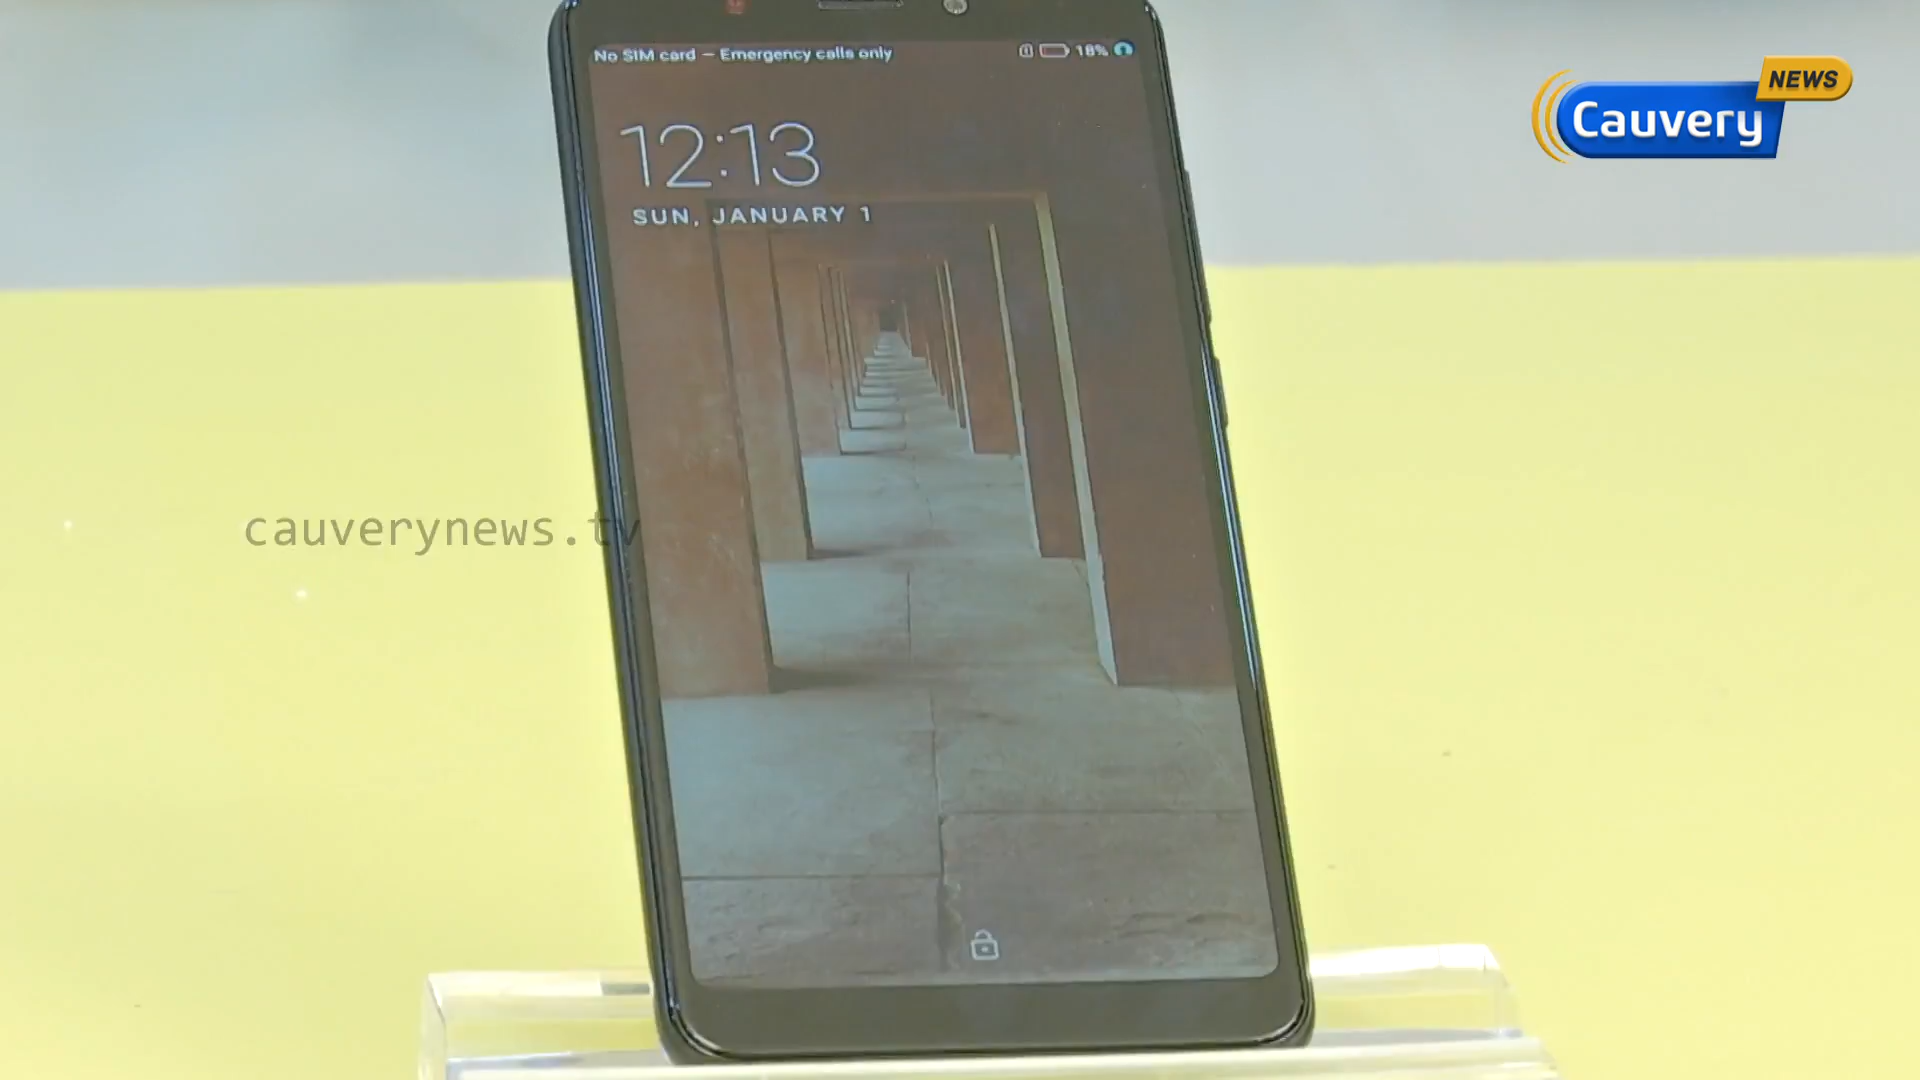 No SIM card — Emergency calls only
18%
NEWS
Cauvery
12:13
SUN, JANUARY 1
cauverynews.tv